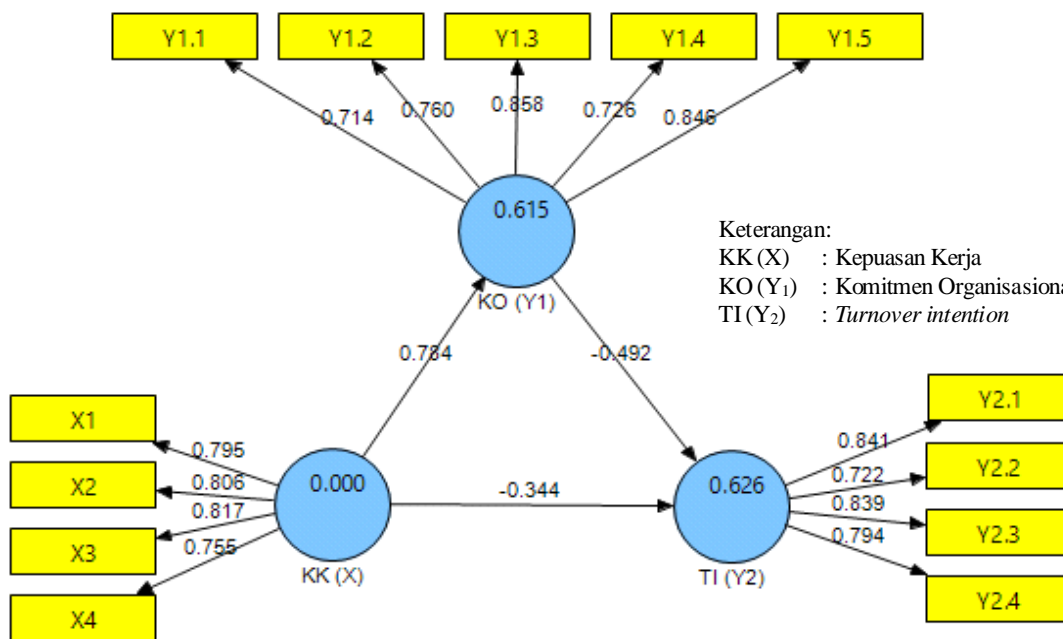 Y1.1 Y1.2 Y1.3 Y1.4 Y1.5
0.714 0.760 0.858 0.726 0.846
0.615
KO (Y1)
Keterangan:
KK (X) : Kepuasan Kerja
KO (Y₁) : Komitmen Organisasiona
TI (Y₂) : Turnover intention
0.784 -0.492
X1
X2
X3
X4
0.795
0.806
0.817
0.755
0.000
KK (X)
-0.344
0.626
TI (Y2)
0.841
0.722
0.839
0.794
Y2.1
Y2.2
Y2.3
Y2.4